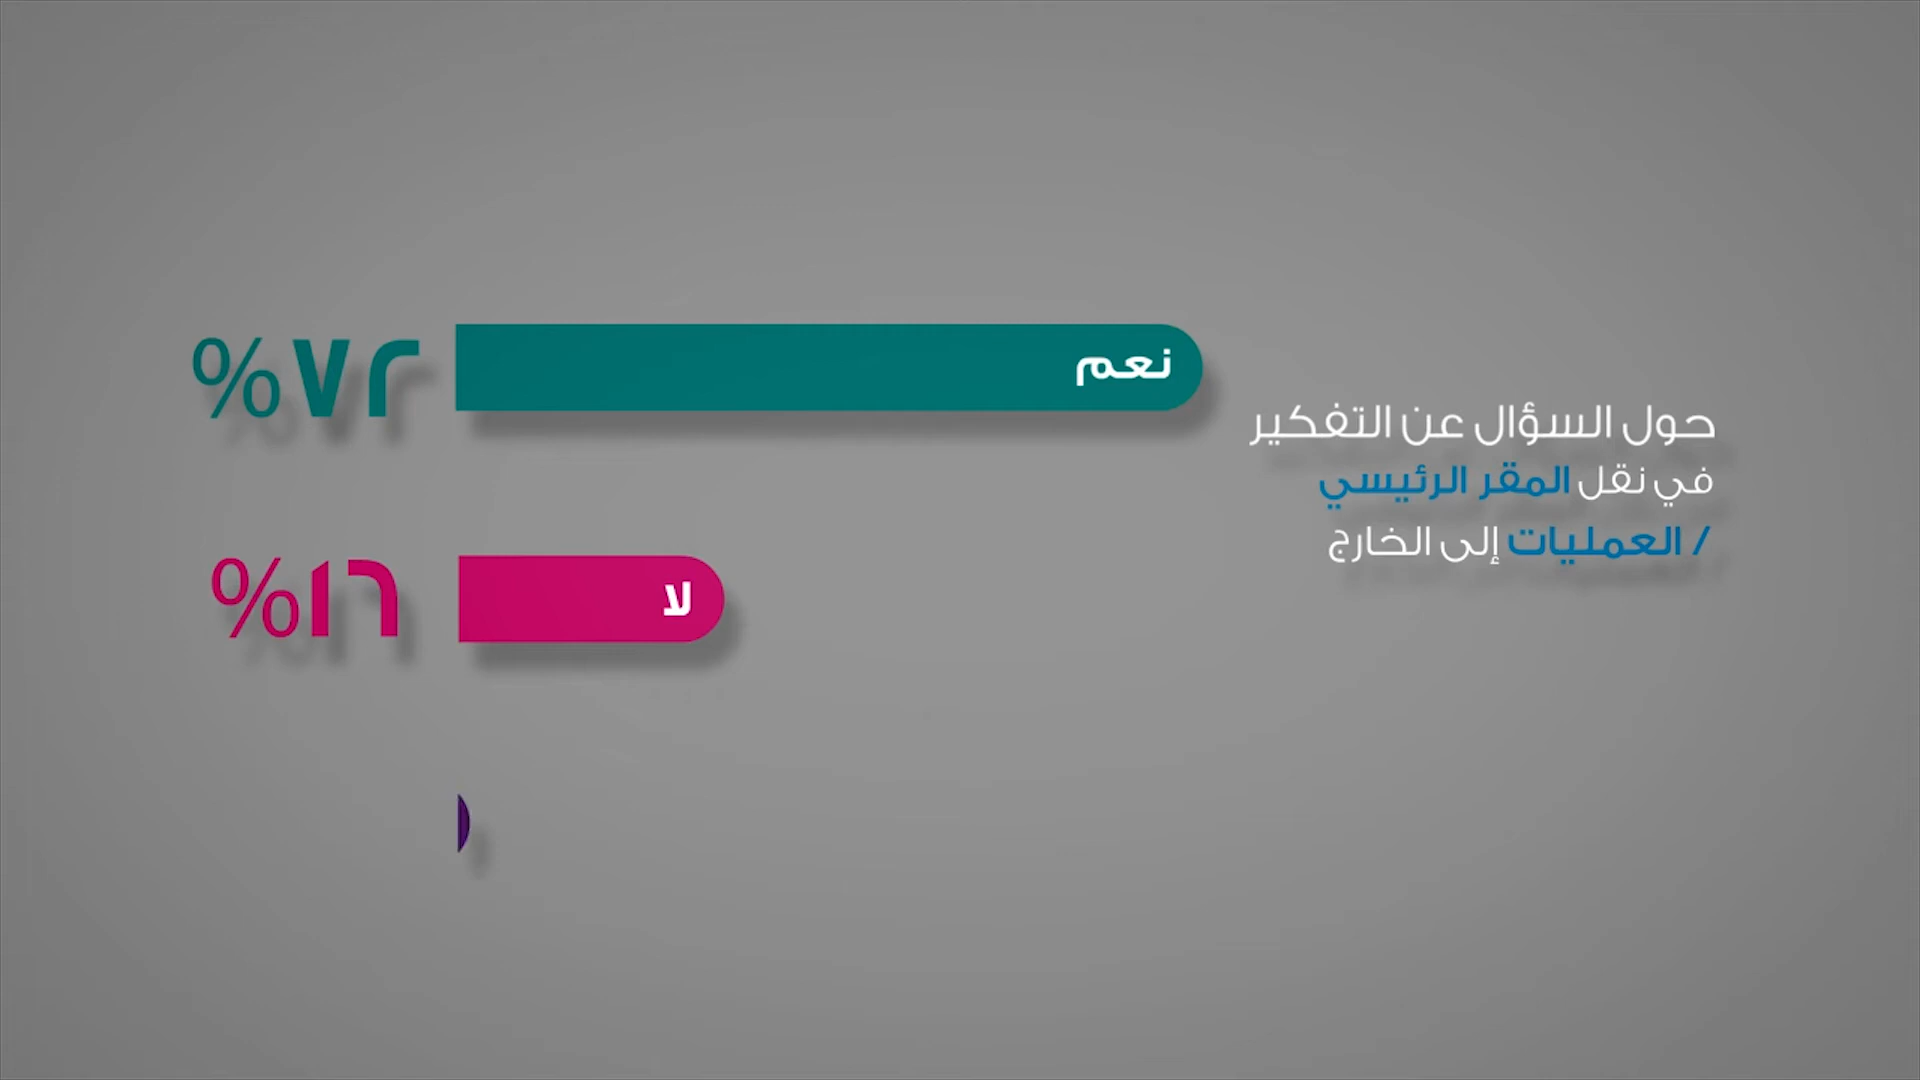 حول السؤال عن التفكير
في نقل المقر الرئيسي
/ العمليات إلى الخارج
نعم
%٧٢
لا
%١٦